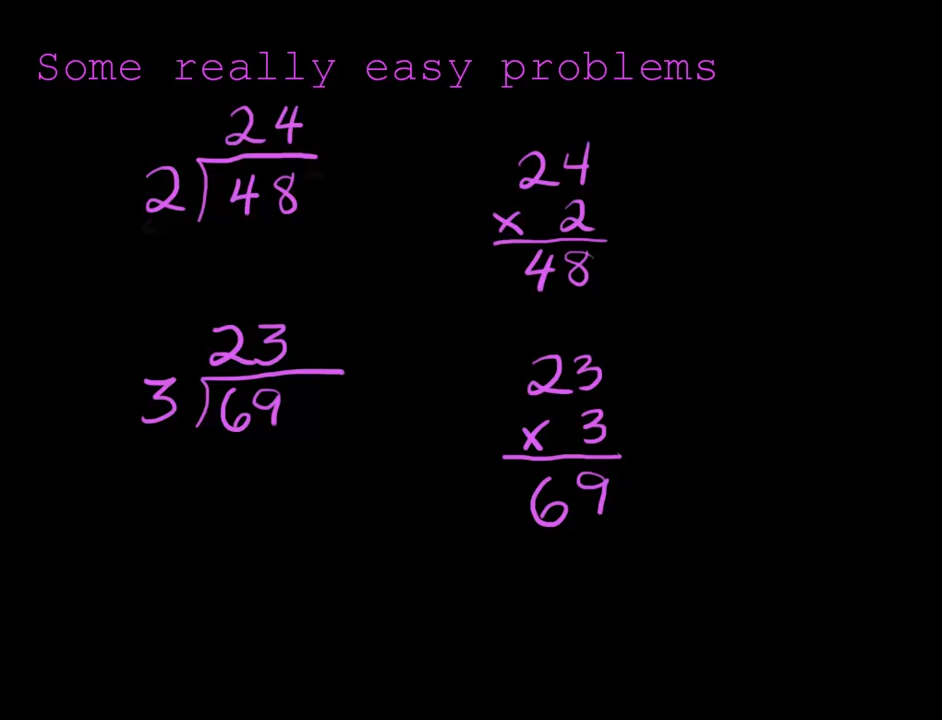 Some really easy problems
24
2)48
24
x 2
48
23
3)69
23
x 3
69